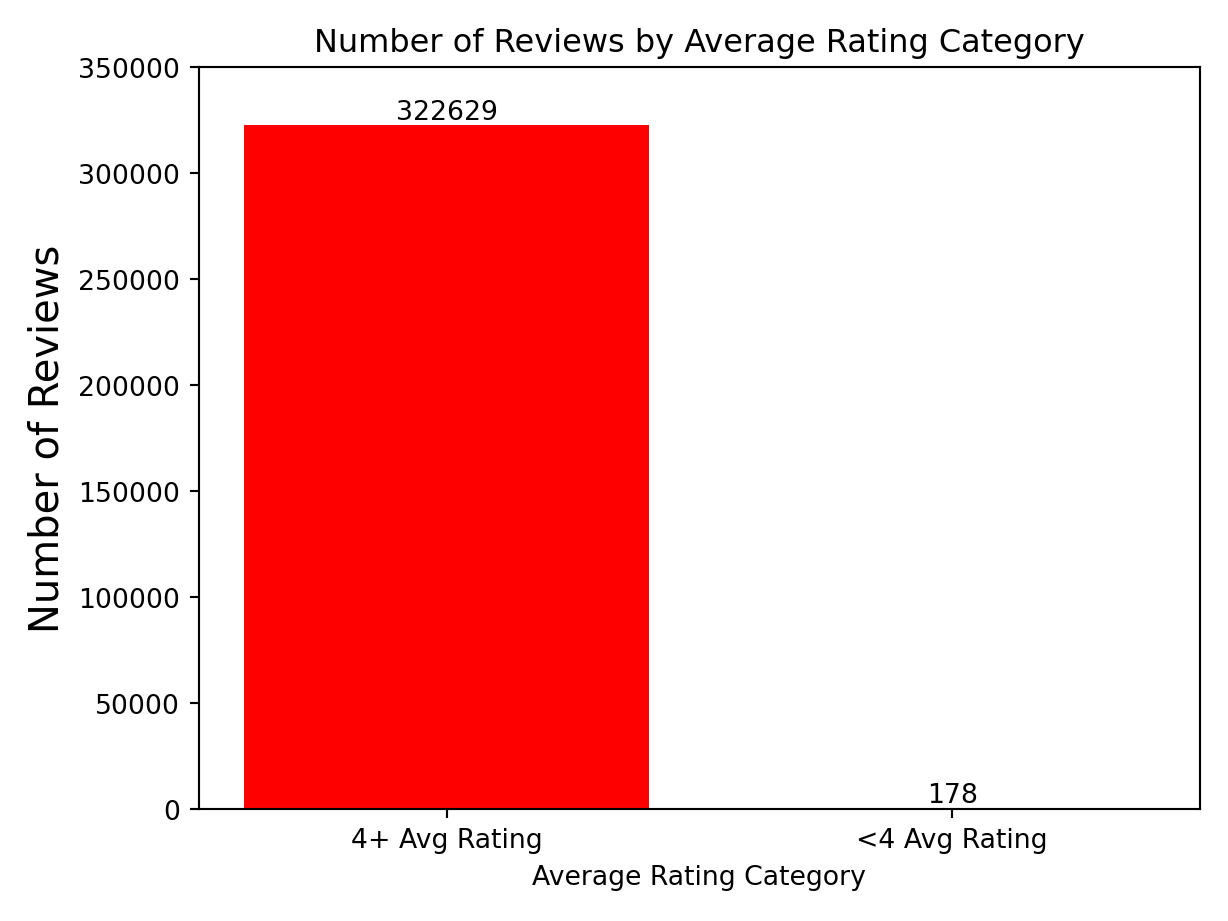 Number of Reviews by Average Rating Category
350000
300000
250000
200000
150000
100000
50000
0
Number of Reviews
322629
178
4+ Avg Rating
<4 Avg Rating
Average Rating Category